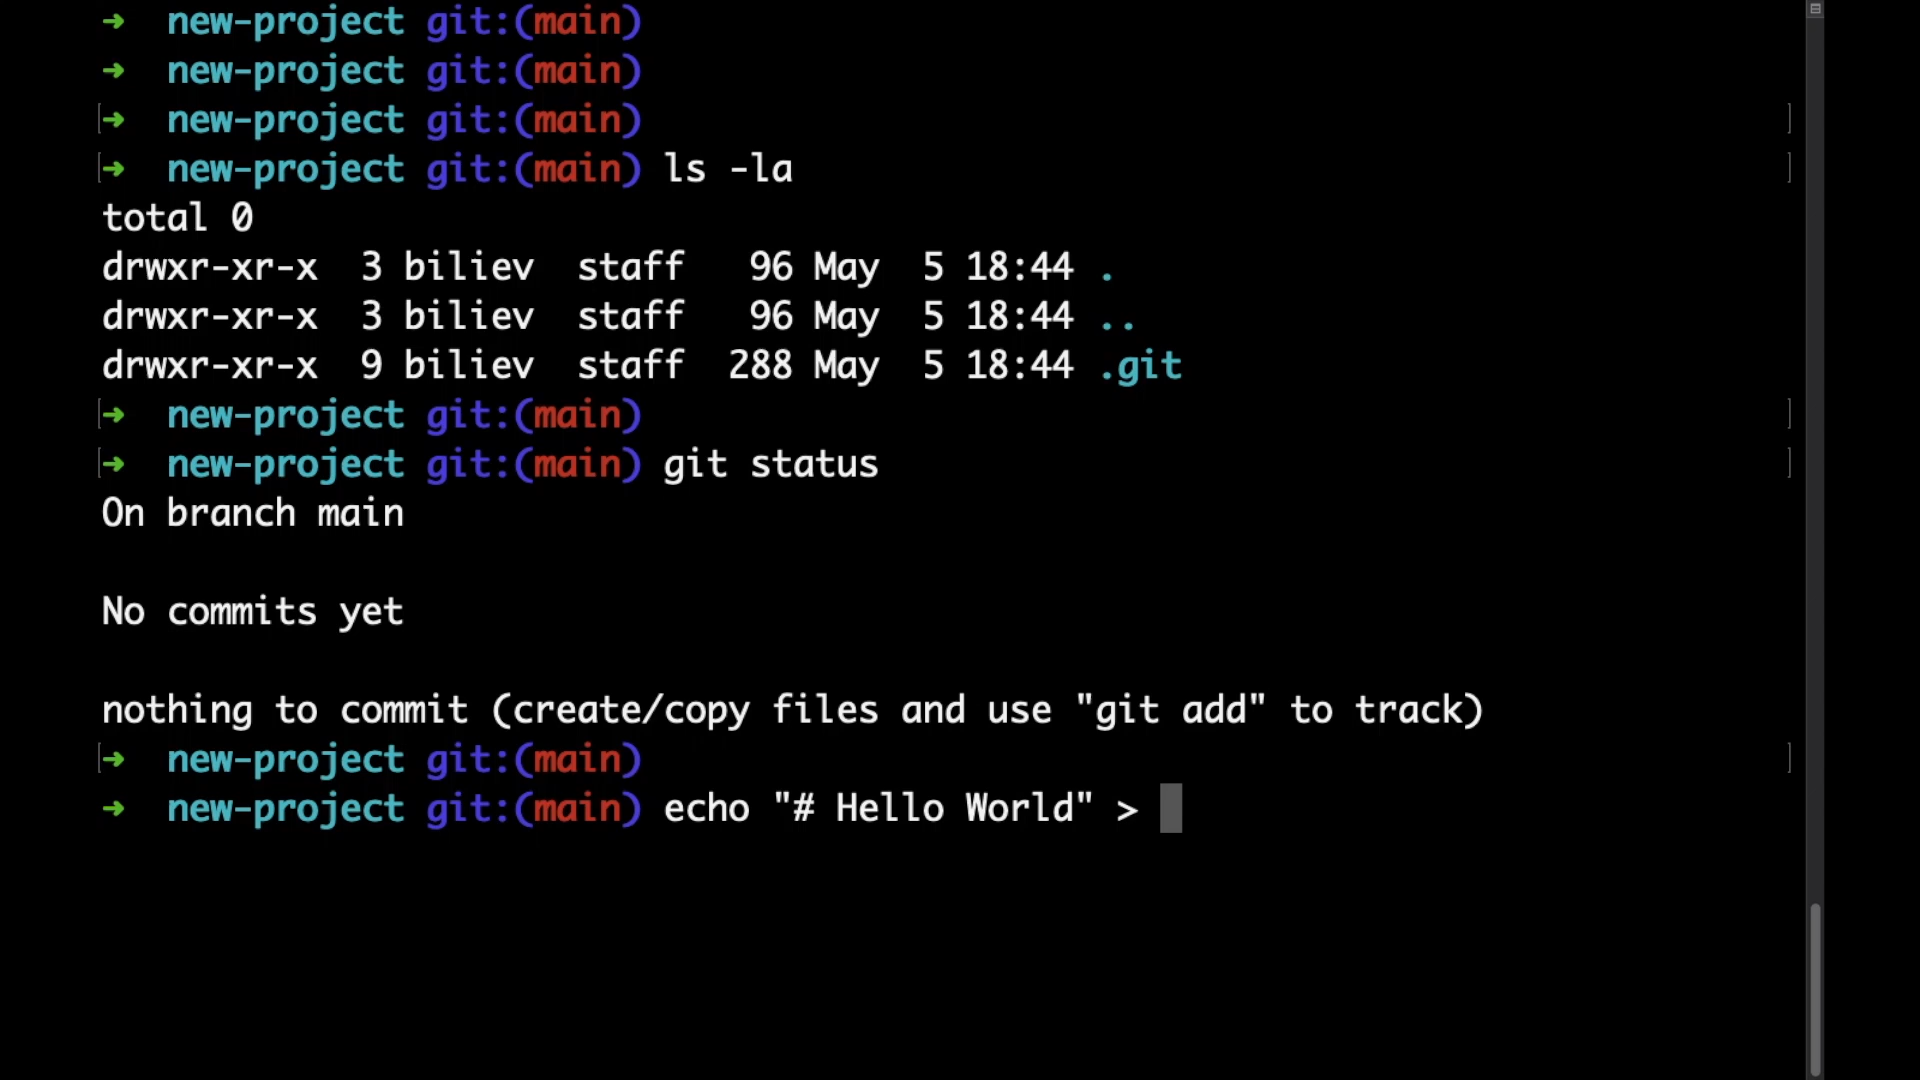 ➜  new-project git:(main)
➜  new-project git:(main)
➜  new-project git:(main)
➜  new-project git:(main) ls -la
total 0
drwxr-xr-x  3 biliev  staff   96 May  5 18:44 .
drwxr-xr-x  3 biliev  staff   96 May  5 18:44 ..
drwxr-xr-x  9 biliev  staff  288 May  5 18:44 .git
➜  new-project git:(main)
➜  new-project git:(main) git status
On branch main
No commits yet
nothing to commit (create/copy files and use "git add" to track)
➜  new-project git:(main)
➜  new-project git:(main) echo "# Hello World" >